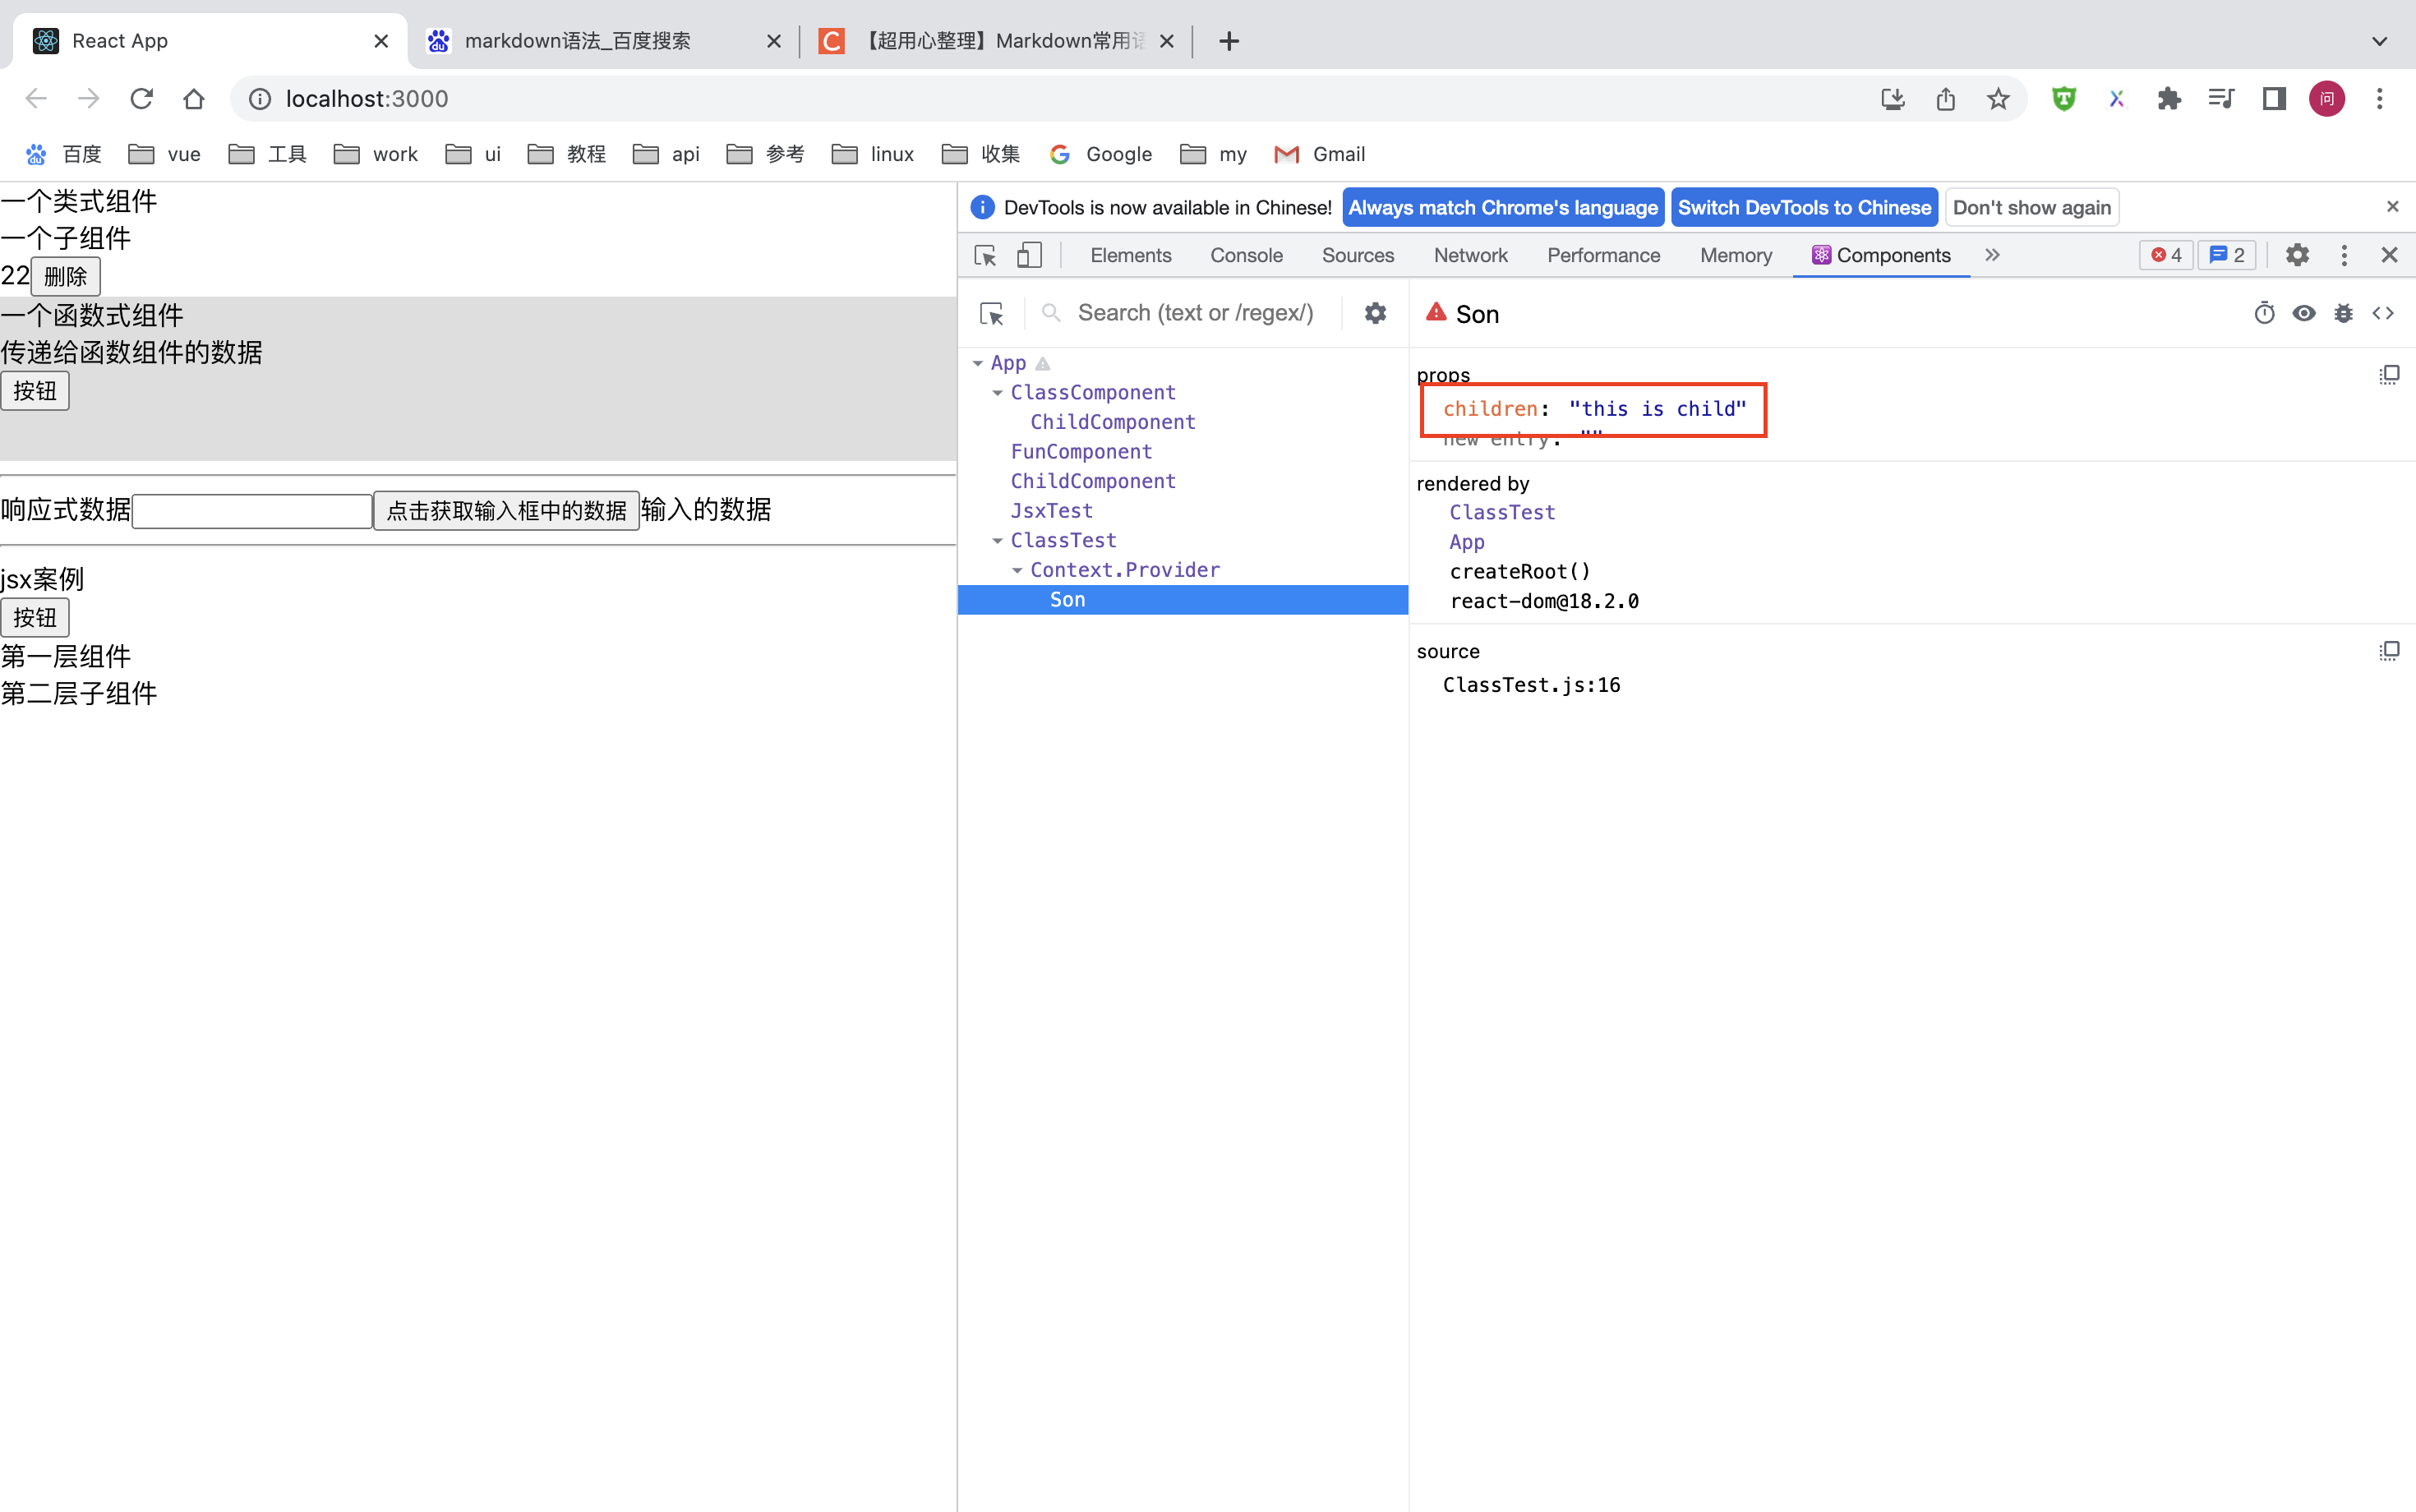 React App
markdown语法_百度搜索
【超用心整理】Markdown常用语
localhost:3000
百度 vue 工具 work ui 教程 api 参考 linux 收集 Google my Gmail
一个类式组件
一个子组件
22 删除
一个函数式组件
传递给函数组件的数据
按钮
响应式数据 点击获取输入框中的数据 输入的数据
jsx案例
按钮
第一层组件
第二层子组件
DevTools is now available in Chinese! Always match Chrome's language Switch DevTools to Chinese Don't show again
Elements Console Sources Network Performance Memory Components 4 2
Search (text or /regex/)
App
ClassComponent
ChildComponent
FunComponent
ChildComponent
JsxTest
ClassTest
Context.Provider
Son
Son
props
children: "this is child"
new entry: ""
rendered by
ClassTest
App
createRoot()
react-dom@18.2.0
source
ClassTest.js:16
问